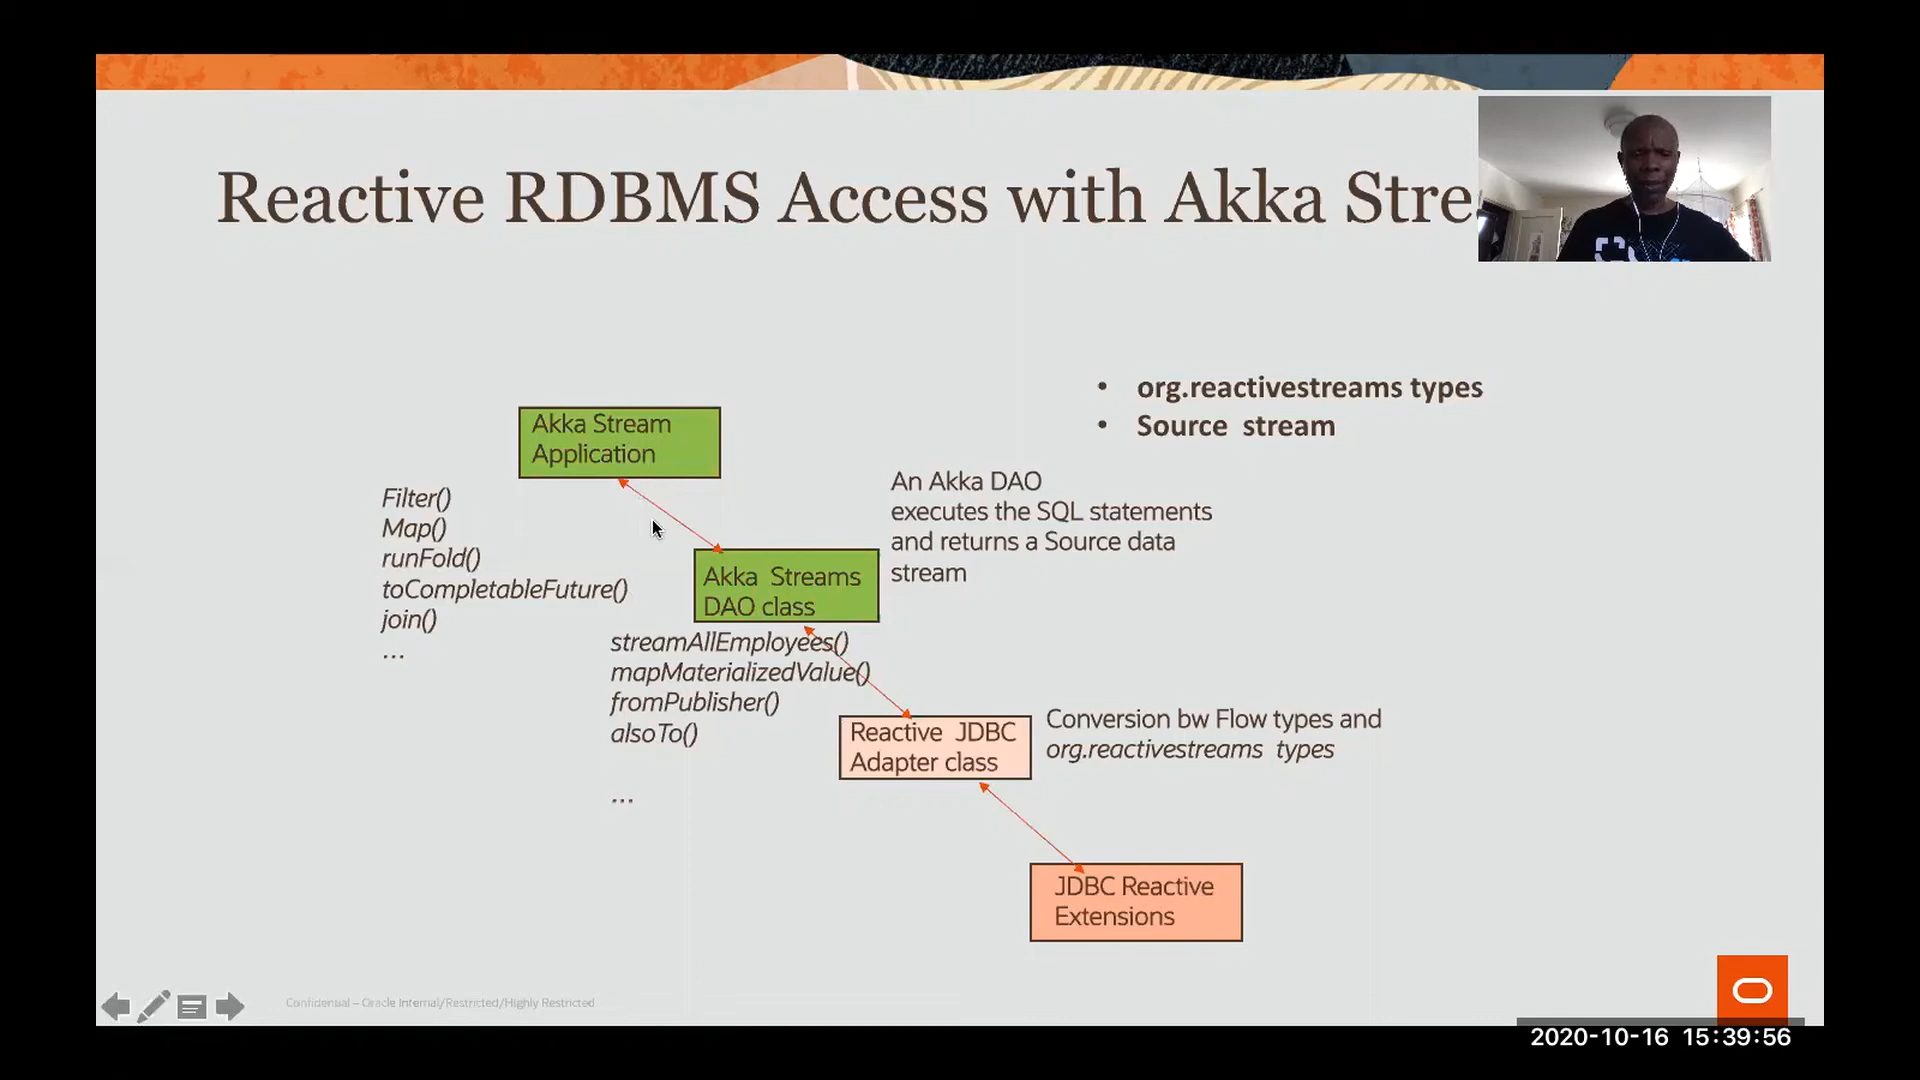 Reactive RDBMS Access with Akka Stre
• org.reactivestreams types
• Source stream
Akka Stream
Application
Filter()
Map()
runFold()
toCompletableFuture()
join()
...
An Akka DAO
executes the SQL statements
and returns a Source data
stream
Akka Streams
DAO class
streamAllEmployees()
mapMaterializedValue()
fromPublisher()
alsoTo()
...
Reactive JDBC
Adapter class
Conversion bw Flow types and
org.reactivestreams types
JDBC Reactive
Extensions
Confidential – Oracle Internal/Restricted/Highly Restricted
2020-10-16 15:39:56